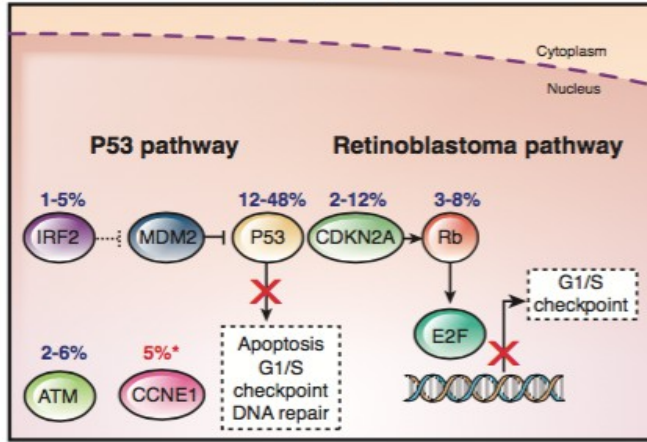 Cytoplasm
Nucleus
P53 pathway
Retinoblastoma pathway
1-5%
12-48%
2-12%
3-8%
IRF2
MDM2
P53
CDKN2A
Rb
G1/S
checkpoint
E2F
2-6%
5%*
ATM
CCNE1
Apoptosis
G1/S
checkpoint
DNA repair